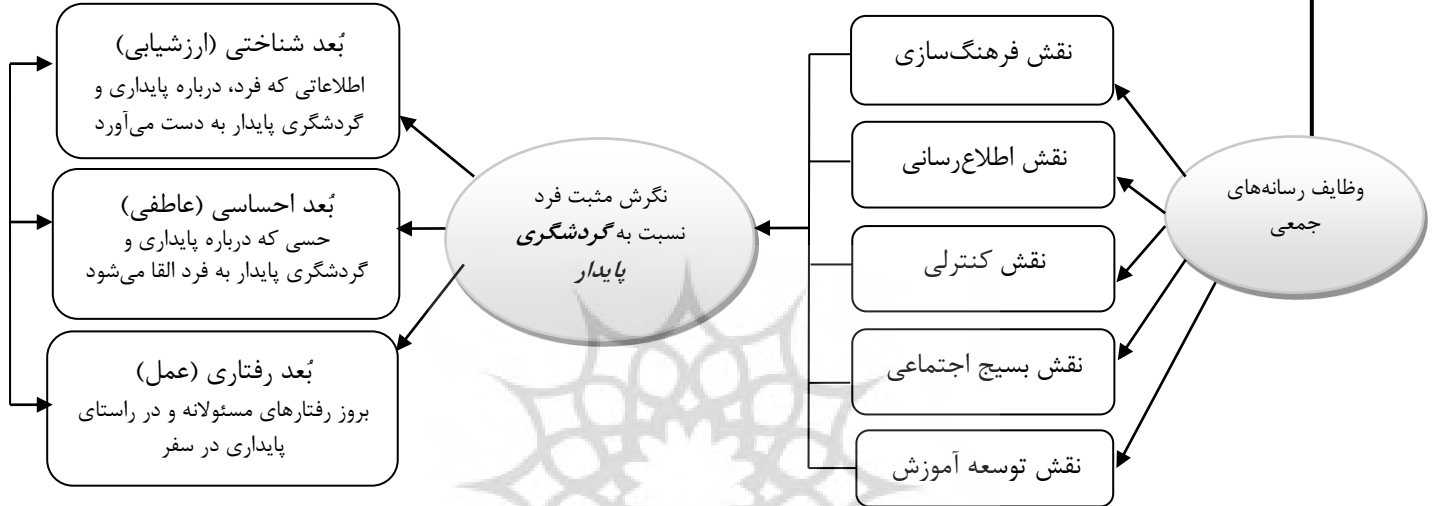 وظایف رسانه‌های
جمعی
نقش فرهنگ‌سازی
نقش اطلاع‌رسانی
نقش کنترلی
نقش بسیج اجتماعی
نقش توسعه آموزش
نگرش مثبت فرد
نسبت به گردشگری
پایدار
بُعد شناختی (ارزشیابی)
اطلاعاتی که فرد، درباره پایداری و
گردشگری پایدار به دست می‌آورد
بُعد احساسی (عاطفی)
حسی که درباره پایداری و
گردشگری پایدار به فرد القا می‌شود
بُعد رفتاری (عمل)
بروز رفتارهای مسئولانه و در راستای
پایداری در سفر